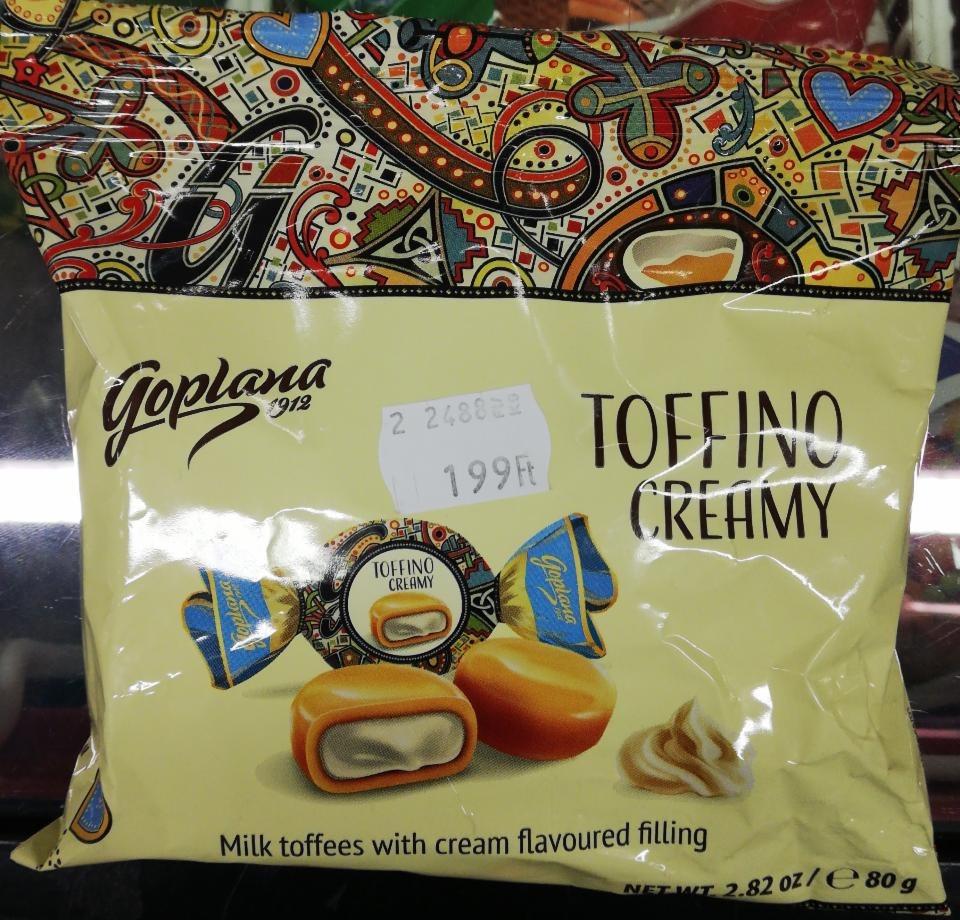 Goplana
1912
2 2488
199Ft
TOFFINO
CREAMY
TOFFINO
CREAMY
Goplana
Goplana
Milk toffees with cream flavoured filling
NET WT. 2.82 OZ / ℮ 80 g